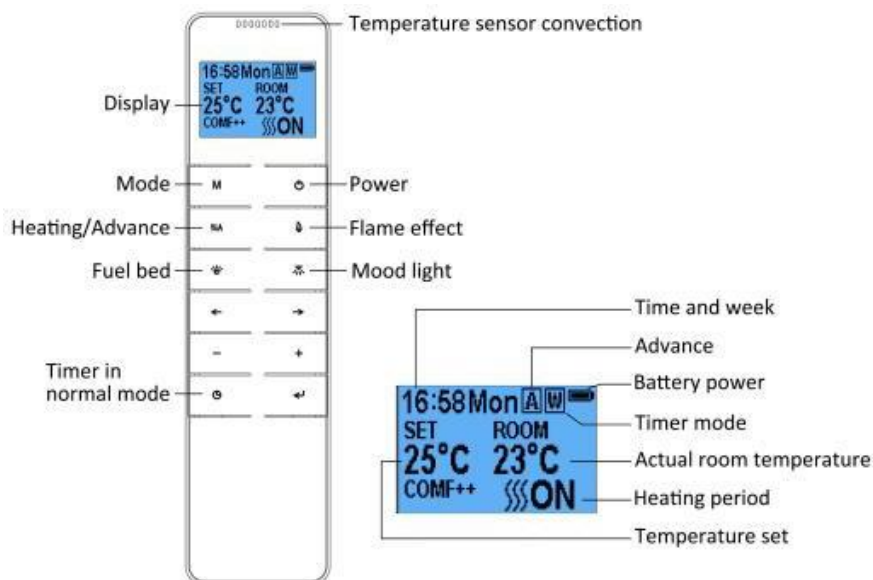 Temperature sensor convection
16:58Mon A W
SET ROOM
25°C 23°C
COMF++ ON
Display
Mode
M
Power
Heating/Advance
Flame effect
Fuel bed
Mood light
← →
- +
Timer in
normal mode
Time and week
Advance
Battery power
Timer mode
16:58Mon A W
SET ROOM
25°C 23°C
COMF++ ON
Actual room temperature
Heating period
Temperature set